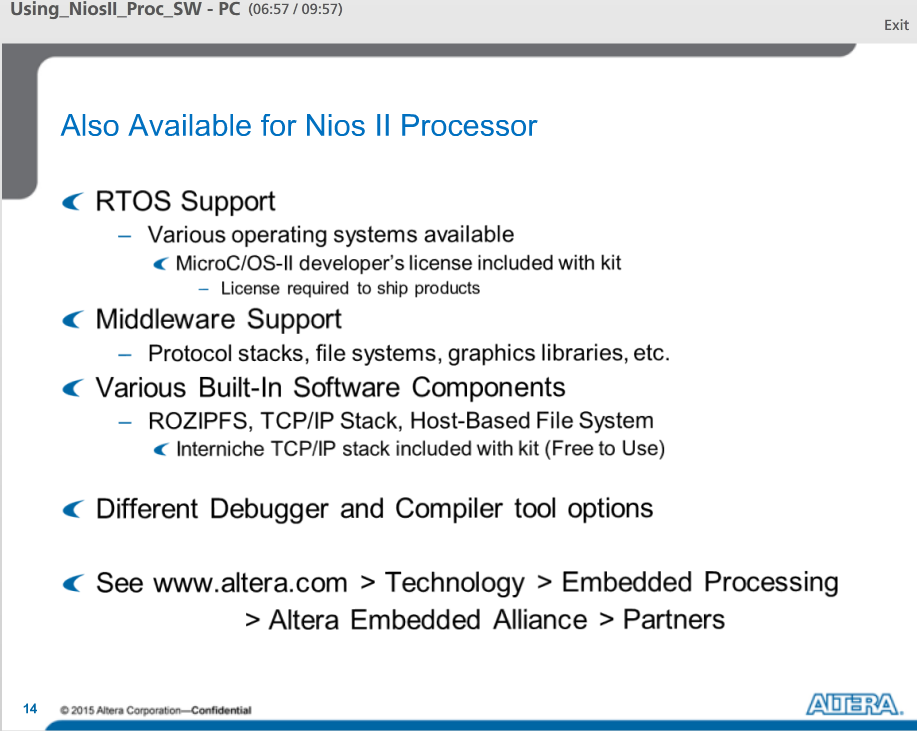 Using_NiosII_Proc_SW - PC (06:57 / 09:57)
Exit
Also Available for Nios II Processor
RTOS Support
– Various operating systems available
MicroC/OS-II developer's license included with kit
– License required to ship products
Middleware Support
– Protocol stacks, file systems, graphics libraries, etc.
Various Built-In Software Components
– ROZIPFS, TCP/IP Stack, Host-Based File System
Interniche TCP/IP stack included with kit (Free to Use)
Different Debugger and Compiler tool options
See www.altera.com > Technology > Embedded Processing
> Altera Embedded Alliance > Partners
14 © 2015 Altera Corporation—Confidential
ALTERA.